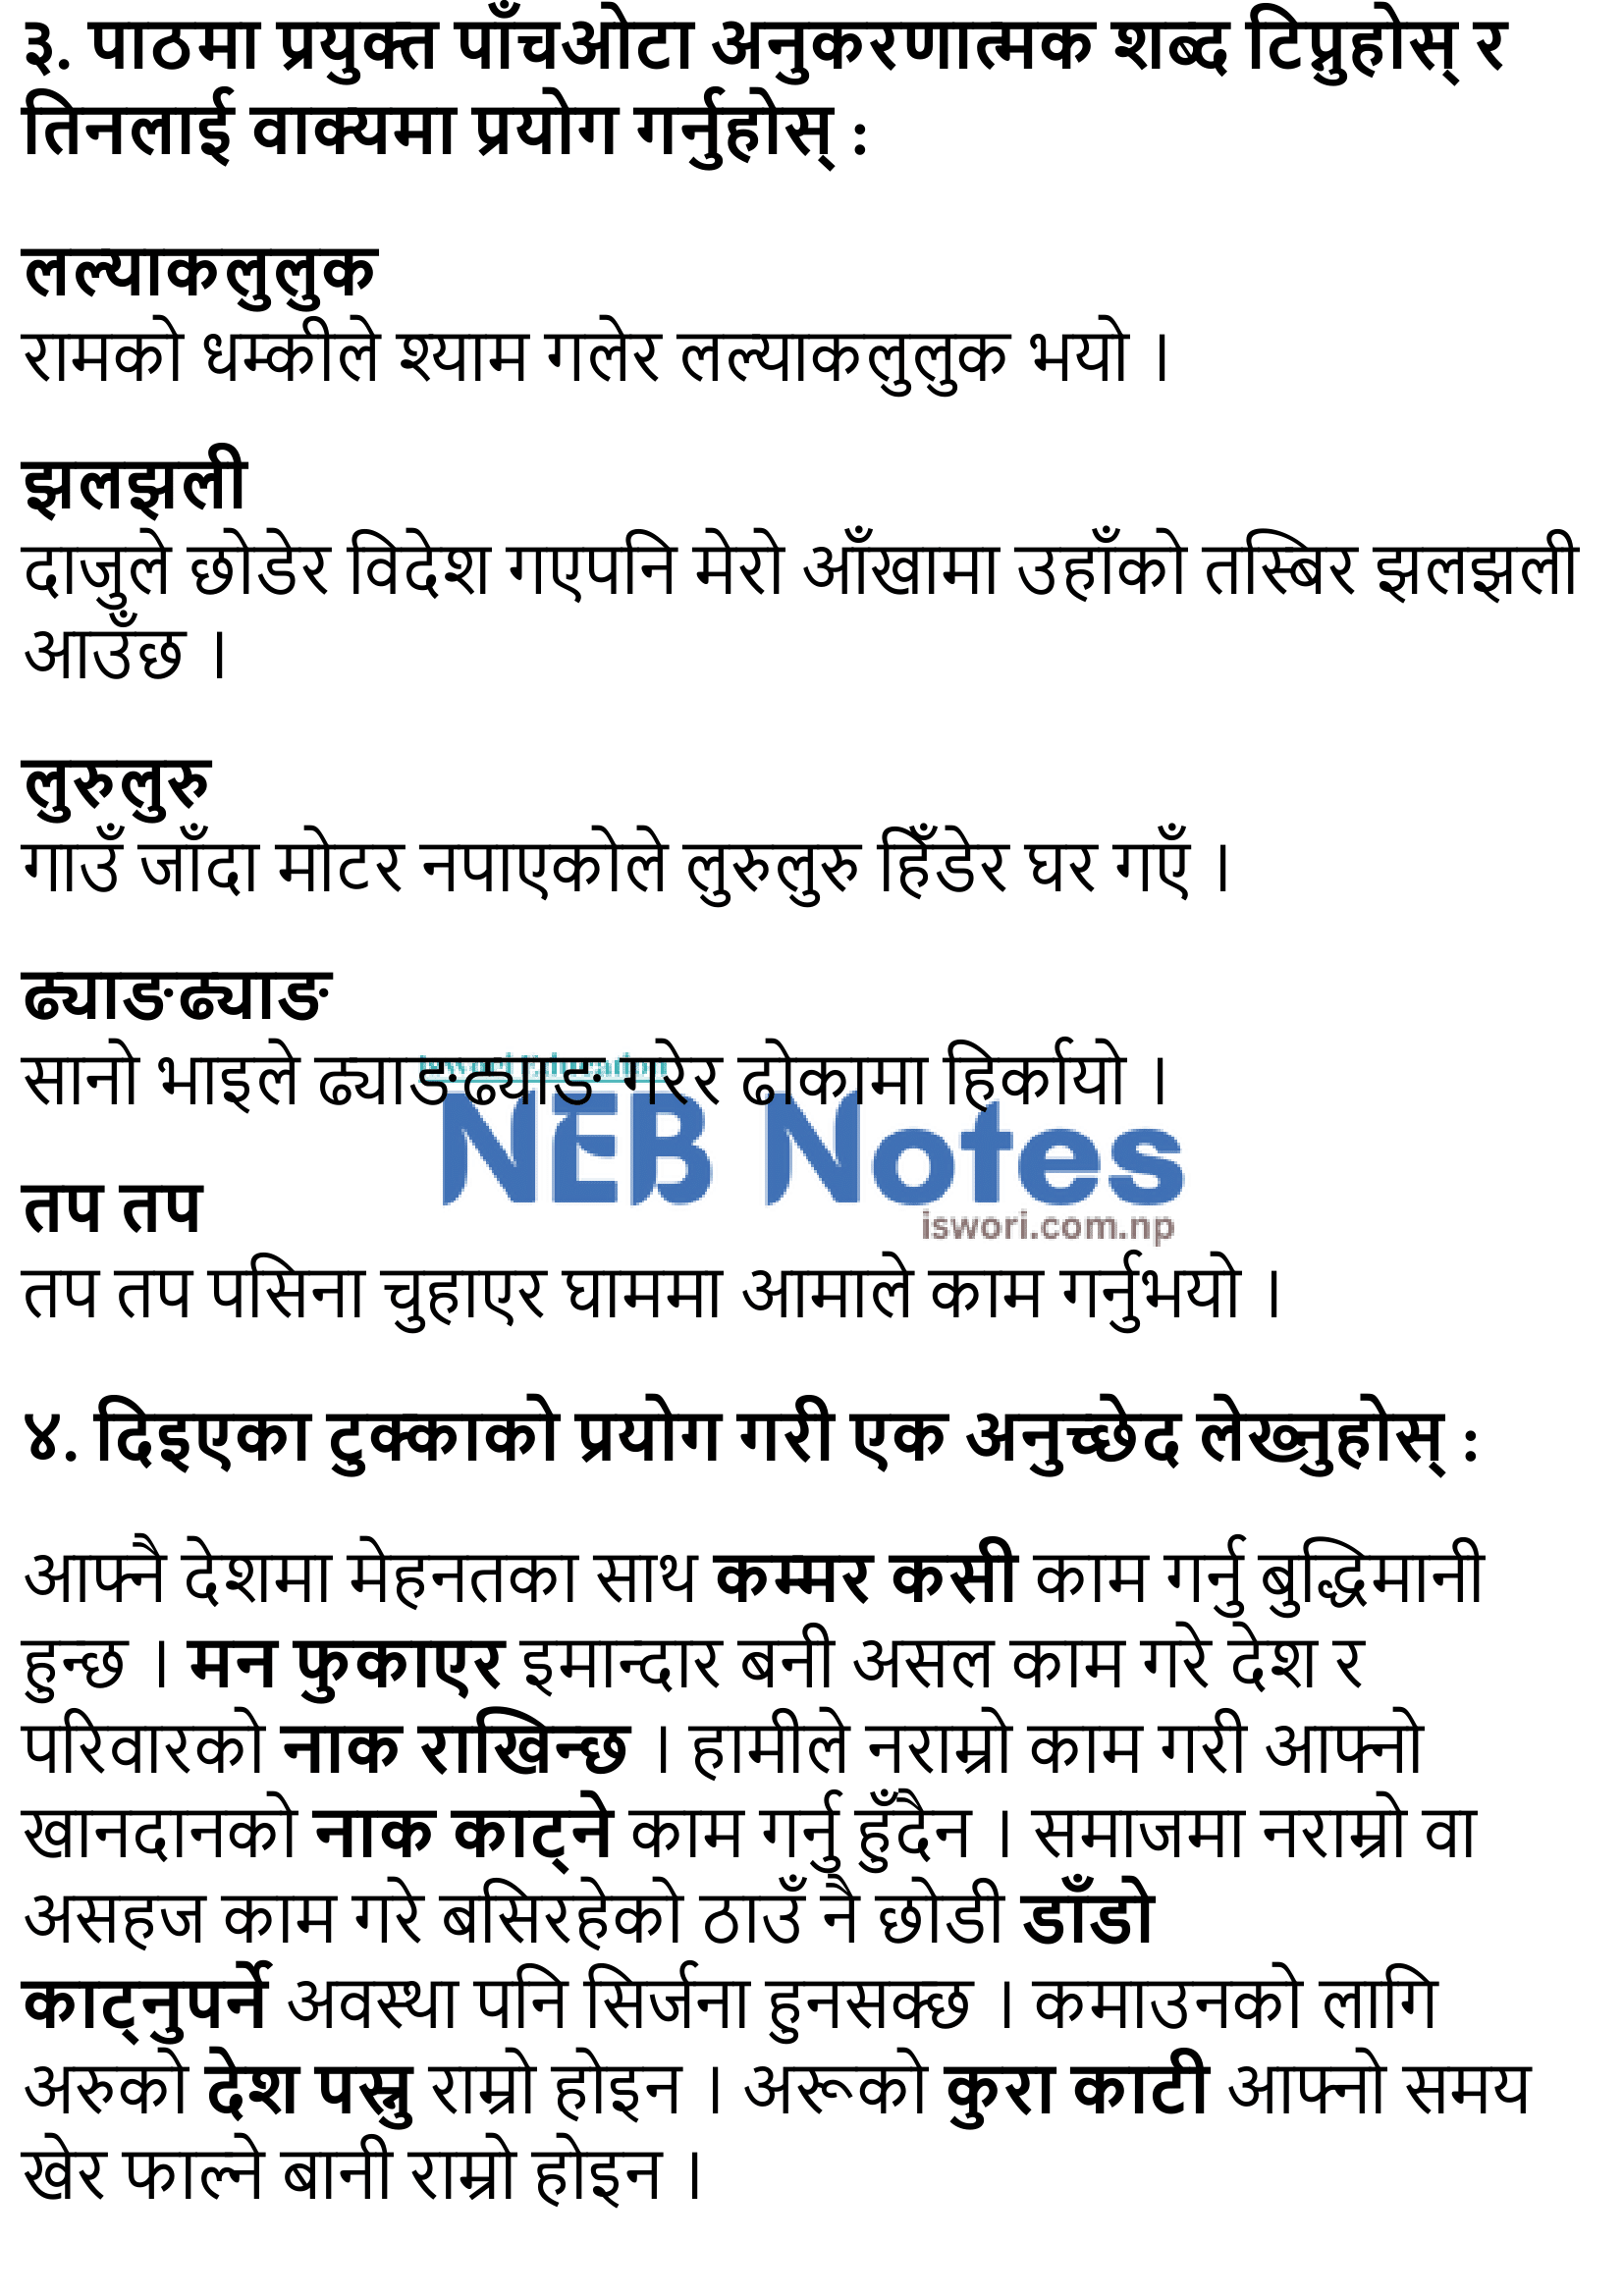 ३. पाठमा प्रयुक्त पाँचओटा अनुकरणात्मक शब्द टिप्नुहोस् र
तिनलाई वाक्यमा प्रयोग गर्नुहोस् :
लल्याकलुलुक
रामको धम्कीले श्याम गलेर लल्याकलुलुक भयो ।
झलझली
दाजुले छोडेर विदेश गएपनि मेरो आँखामा उहाँको तस्बिर झलझली
आउँछ ।
लुरुलुरु
गाउँ जाँदा मोटर नपाएकोले लुरुलुरु हिँडेर घर गएँ ।
ढ्याङढ्याङ
सानो भाइले ढ्याङढ्याङ गरेर ढोकामा हिर्कायो ।
Iswori Education
NEB Notes
iswori.com.np
तप तप
तप तप पसिना चुहाएर घाममा आमाले काम गर्नुभयो ।
४. दिइएका टुक्काको प्रयोग गरी एक अनुच्छेद लेख्नुहोस् :
आफ्नै देशमा मेहनतका साथ कम्मर कसी काम गर्नु बुद्धिमानी
हुन्छ । मन फुकाएर इमान्दार बनी असल काम गरे देश र
परिवारको नाक राखिन्छ । हामीले नराम्रो काम गरी आफ्नो
खानदानको नाक काट्ने काम गर्नु हुँदैन । समाजमा नराम्रो वा
असहज काम गरे बसिरहेको ठाउँ नै छोडी डाँडो
काट्नुपर्ने अवस्था पनि सिर्जना हुनसक्छ । कमाउनको लागि
अरुको देश पस्नु राम्रो होइन । अरूको कुरा काटी आफ्नो समय
खेर फाल्ने बानी राम्रो होइन ।